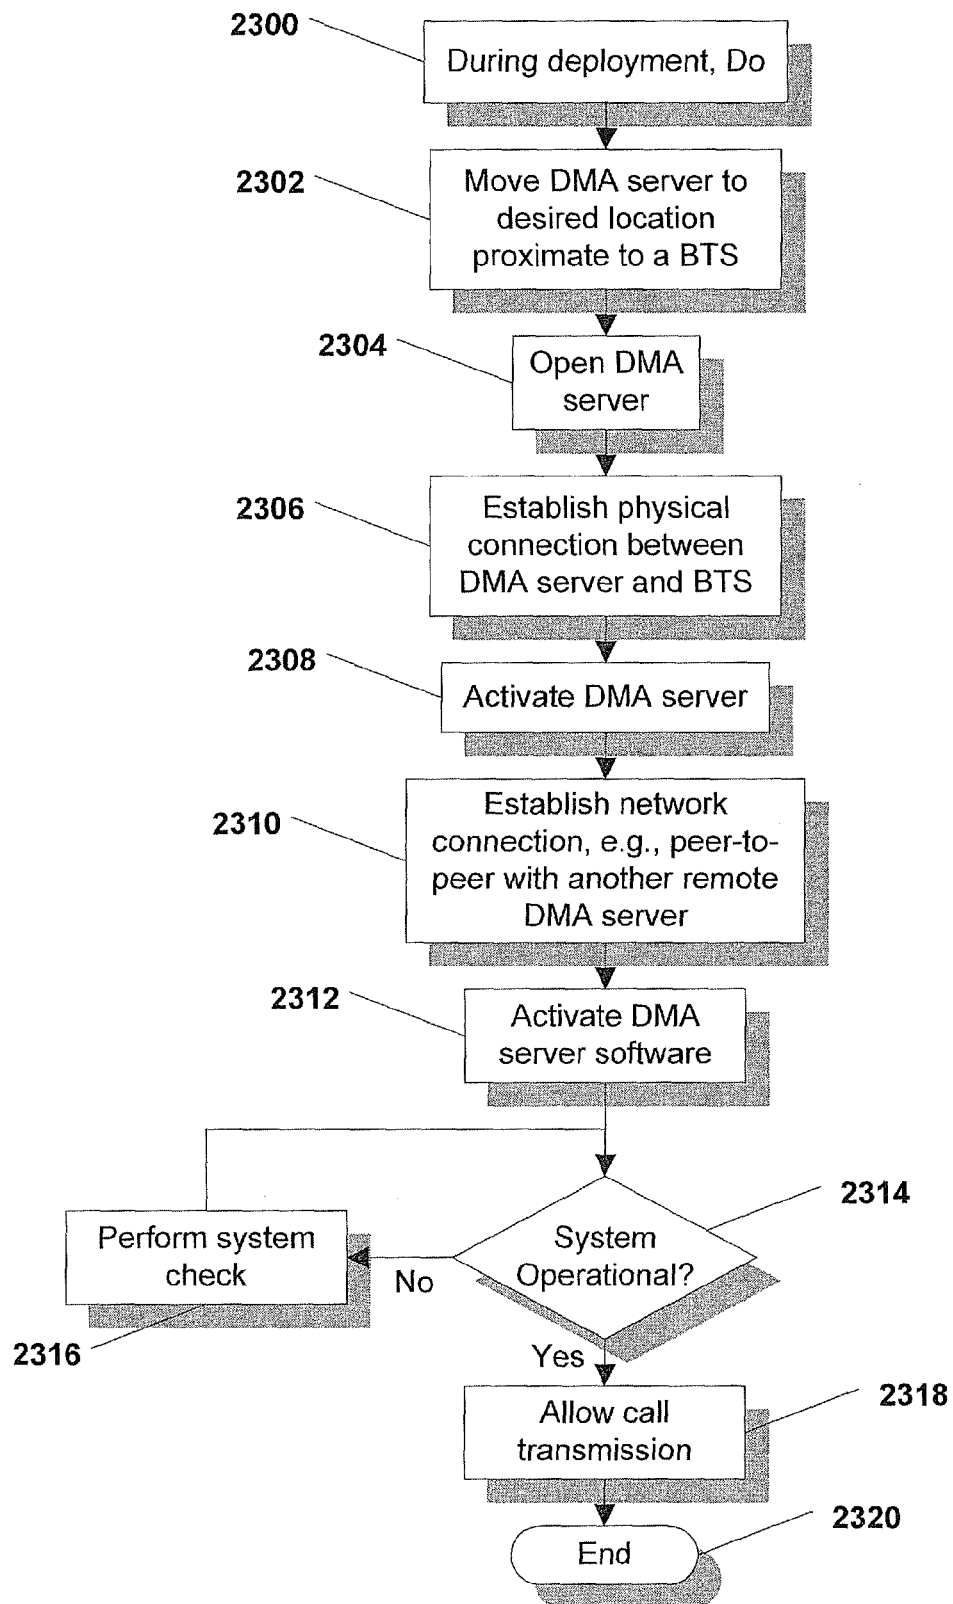 2300
During deployment, Do
2302
Move DMA server to
desired location
proximate to a BTS
2304
Open DMA
server
2306
Establish physical
connection between
DMA server and BTS
2308
Activate DMA server
2310
Establish network
connection, e.g., peer-to-
peer with another remote
DMA server
2312
Activate DMA
server software
2314
System
Operational?
No
Perform system
check
2316
Yes
2318
Allow call
transmission
2320
End